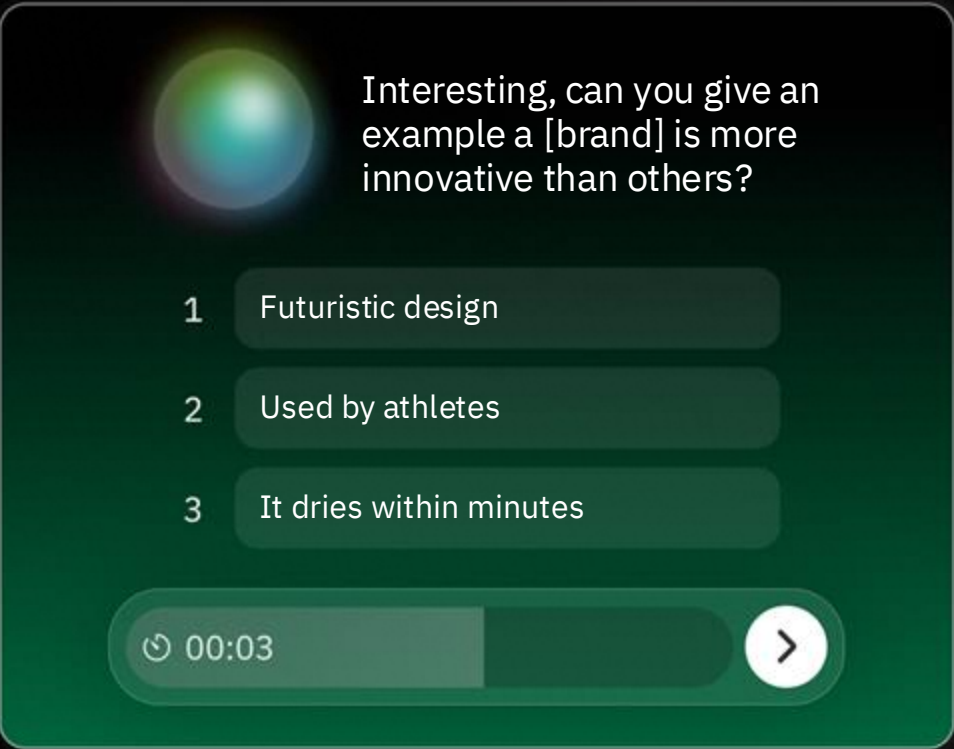 Interesting, can you give an
example a [brand] is more
innovative than others?
1 Futuristic design
2 Used by athletes
3 It dries within minutes
00:03